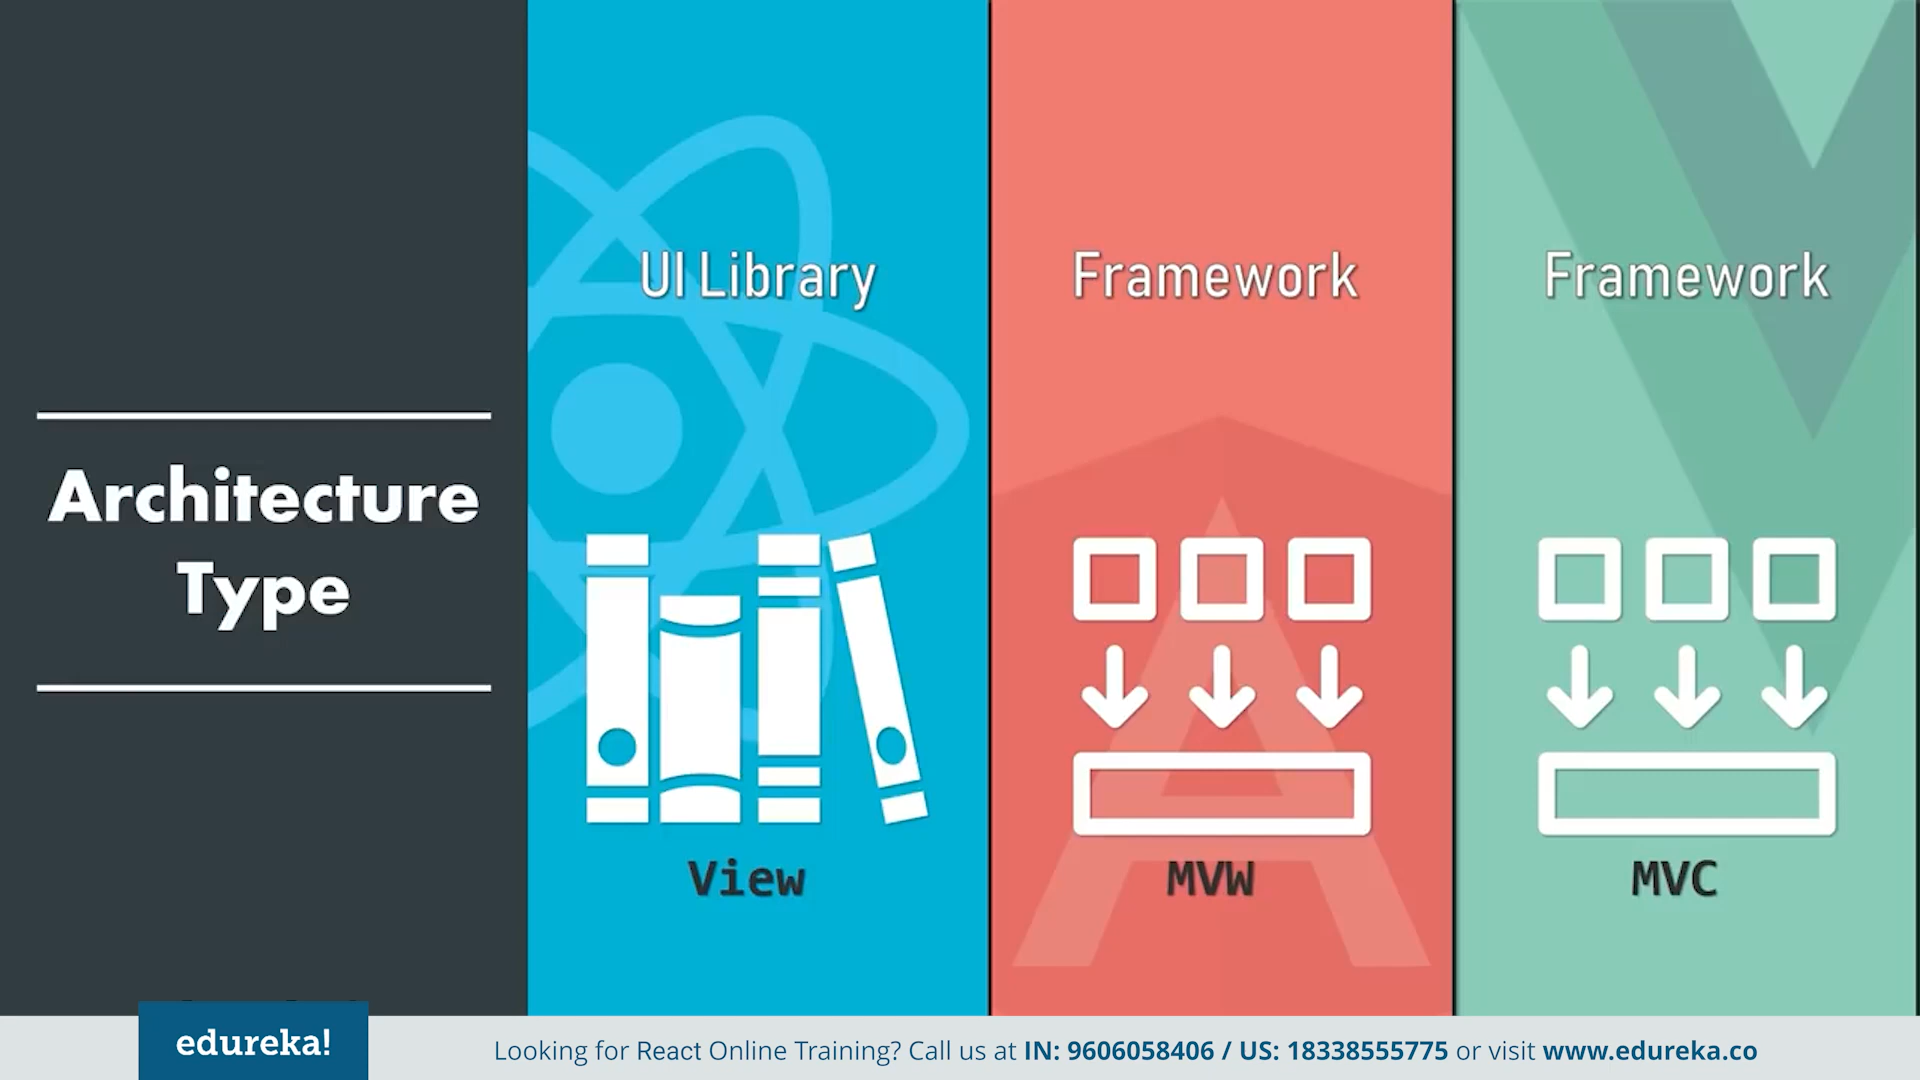 Architecture
Type
UI Library
Framework
Framework
View
MVW
MVC
edureka!
Looking for React Online Training? Call us at IN: 9606058406 / US: 18338555775 or visit www.edureka.co